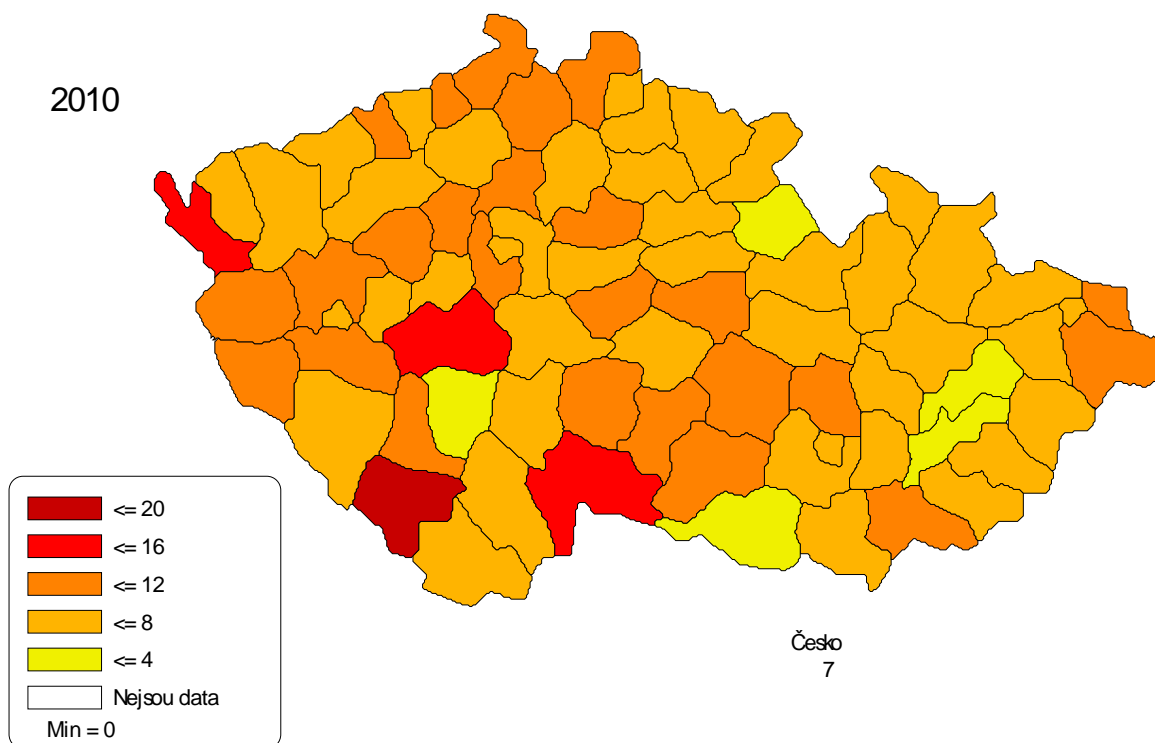 2010
<= 20
<= 16
<= 12
<= 8
<= 4
Nejsou data
Min = 0
Česko
7